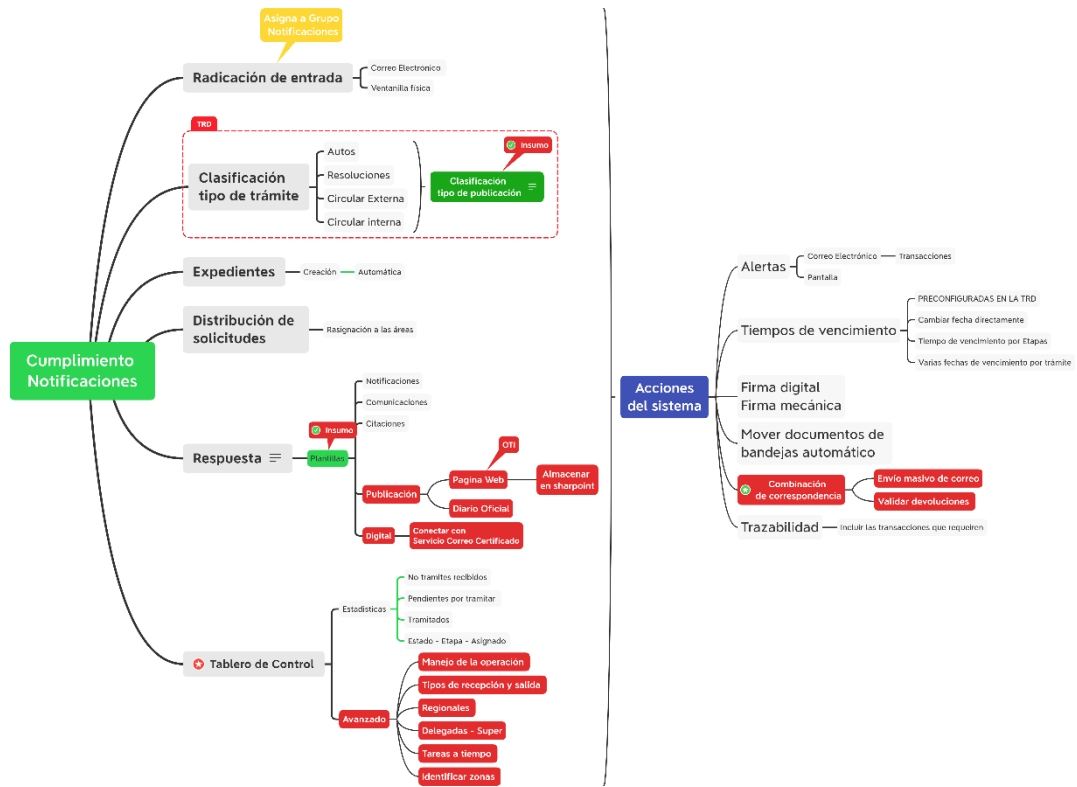 Asigna a Grupo
Notificaciones
Radicación de entrada
Correo Electronico
Ventanilla física
TRD
Clasificación
tipo de trámite
Autos
Resoluciones
Circular Externa
Circular interna
Insumo
Clasificación
tipo de publicación
Expedientes
Creación
Automática
Distribución de
solicitudes
Rasignación a las áreas
Cumplimiento
Notificaciones
Respuesta
Insumo
Plantillas
Notificaciones
Comunicaciones
Citaciones
Publicación
OTI
Pagina Web
Almacenar
en sharpoint
Diario Oficial
Digital
Conectar con
Servicio Correo Certificado
Tablero de Control
Estadisticas
No tramites recibidos
Pendientes por tramitar
Tramitados
Estado - Etapa - Asignado
Avanzado
Manejo de la operación
Tipos de recepción y salida
Regionales
Delegadas - Super
Tareas a tiempo
Identificar zonas
Acciones
del sistema
Alertas
Correo Electrónico
Transacciones
Pantalla
Tiempos de vencimiento
PRECONFIGURADAS EN LA TRD
Cambiar fecha directamente
Tiempo de vencimiento por Etapas
Varias fechas de vencimiento por trámite
Firma digital
Firma mecánica
Mover documentos de
bandejas automático
Combinación
de correspondencia
Envío masivo de correo
Validar devoluciones
Trazabilidad
Incluir las transacciones que requeiren